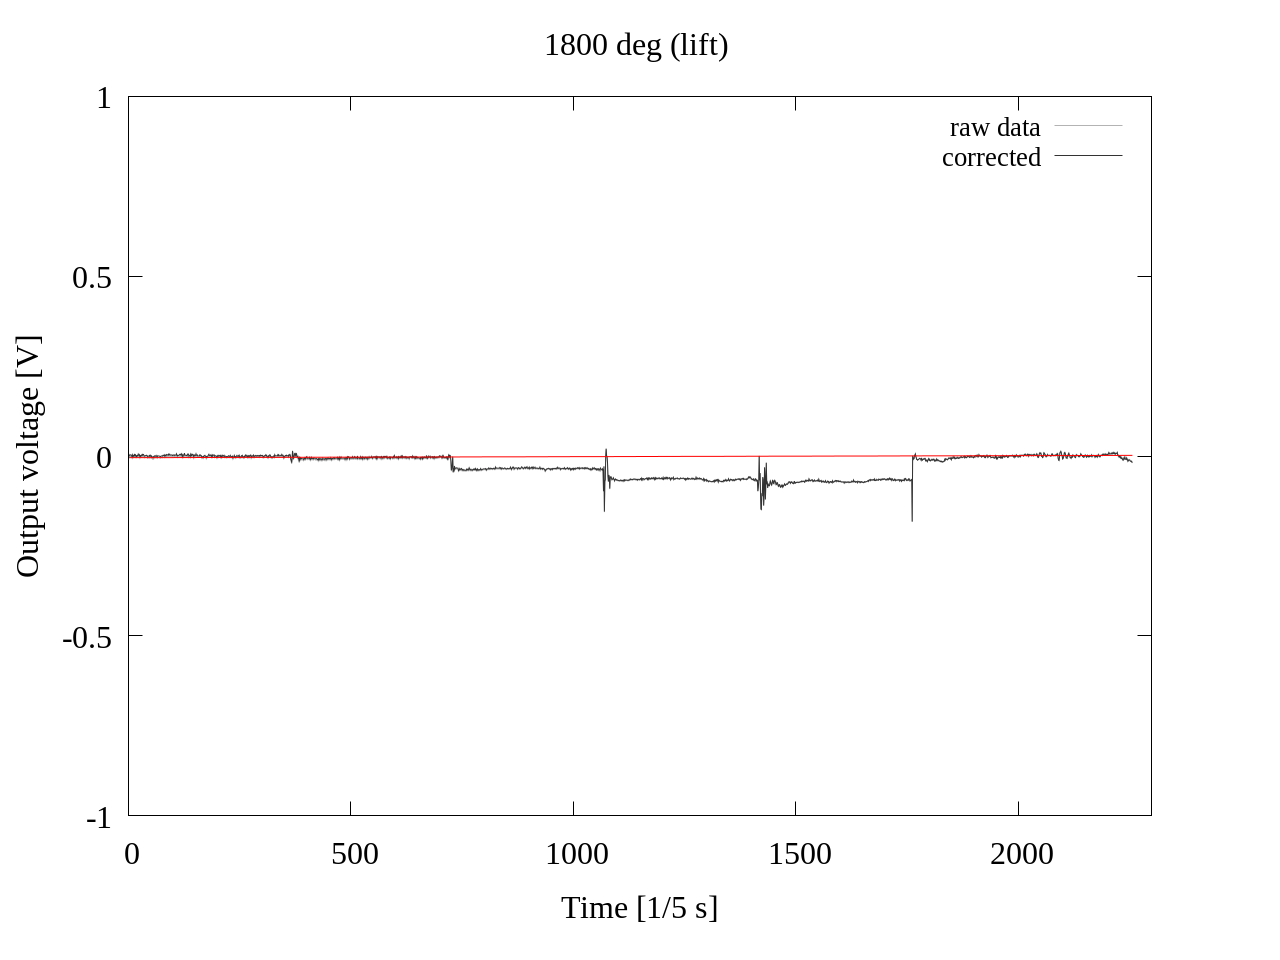 1800 deg (lift)
1
raw data
corrected
0.5
0
-0.5
-1
Output voltage [V]
0 500 1000 1500 2000
Time [1/5 s]